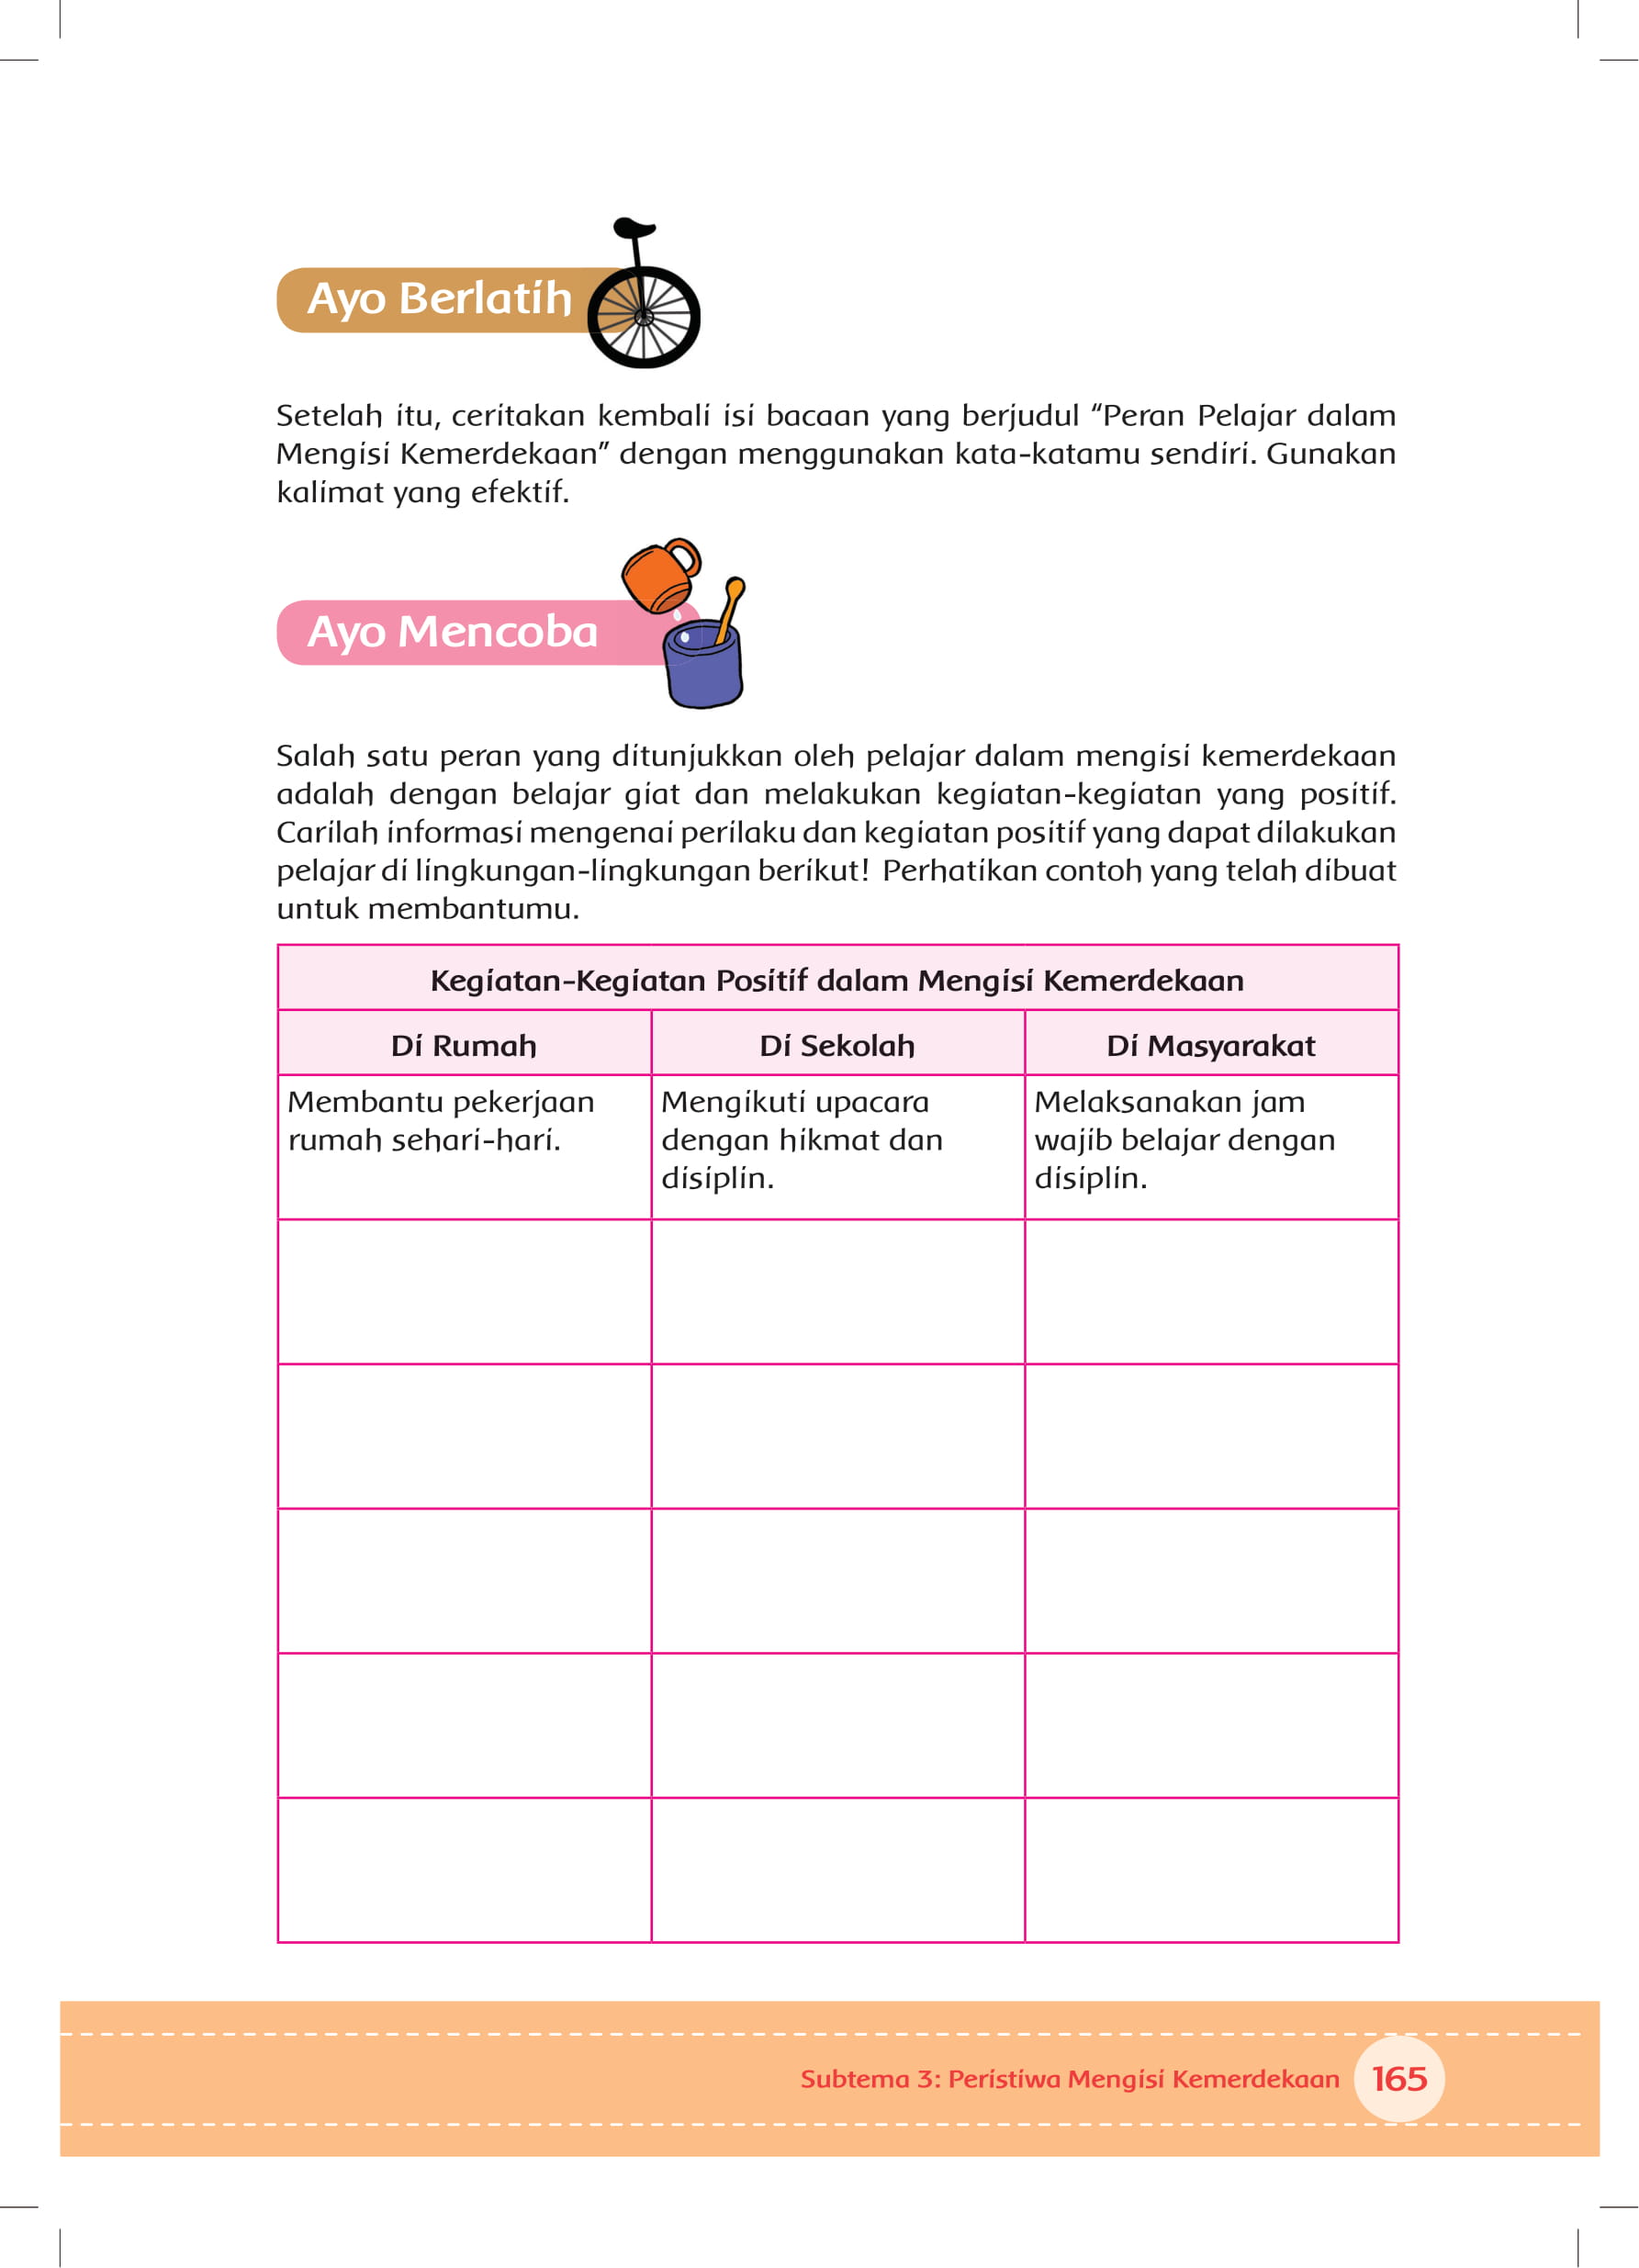 Ayo Berlatih
Setelah itu, ceritakan kembali isi bacaan yang berjudul “Peran Pelajar dalam
Mengisi Kemerdekaan” dengan menggunakan kata-katamu sendiri. Gunakan
kalimat yang efektif.
Ayo Mencoba
Salah satu peran yang ditunjukkan oleh pelajar dalam mengisi kemerdekaan
adalah dengan belajar giat dan melakukan kegiatan-kegiatan yang positif.
Carilah informasi mengenai perilaku dan kegiatan positif yang dapat dilakukan
pelajar di lingkungan-lingkungan berikut! Perhatikan contoh yang telah dibuat
untuk membantumu.
Kegiatan-Kegiatan Positif dalam Mengisi Kemerdekaan
Di Rumah
Di Sekolah
Di Masyarakat
Membantu pekerjaan
rumah sehari-hari.
Mengikuti upacara
dengan hikmat dan
disiplin.
Melaksanakan jam
wajib belajar dengan
disiplin.
Subtema 3: Peristiwa Mengisi Kemerdekaan
165